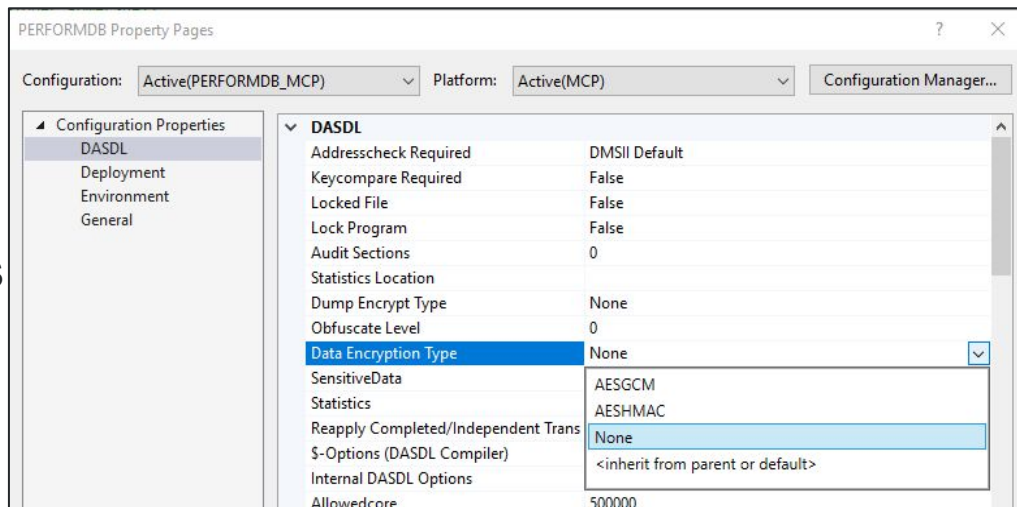 PERFORMDB Property Pages ? ×
Configuration: Active(PERFORMDB_MCP) Platform: Active(MCP) Configuration Manager...
Configuration Properties
DASDL
Deployment
Environment
General
DASDL
Addresscheck Required DMSII Default
Keycompare Required False
Locked File False
Lock Program False
Audit Sections 0
Statistics Location
Dump Encrypt Type None
Obfuscate Level 0
Data Encryption Type None
SensitiveData
Statistics
Reapply Completed/Independent Trans
$-Options (DASDL Compiler)
Internal DASDL Options
Allowedcore 500000
AESGCM
AESHMAC
None
<inherit from parent or default>